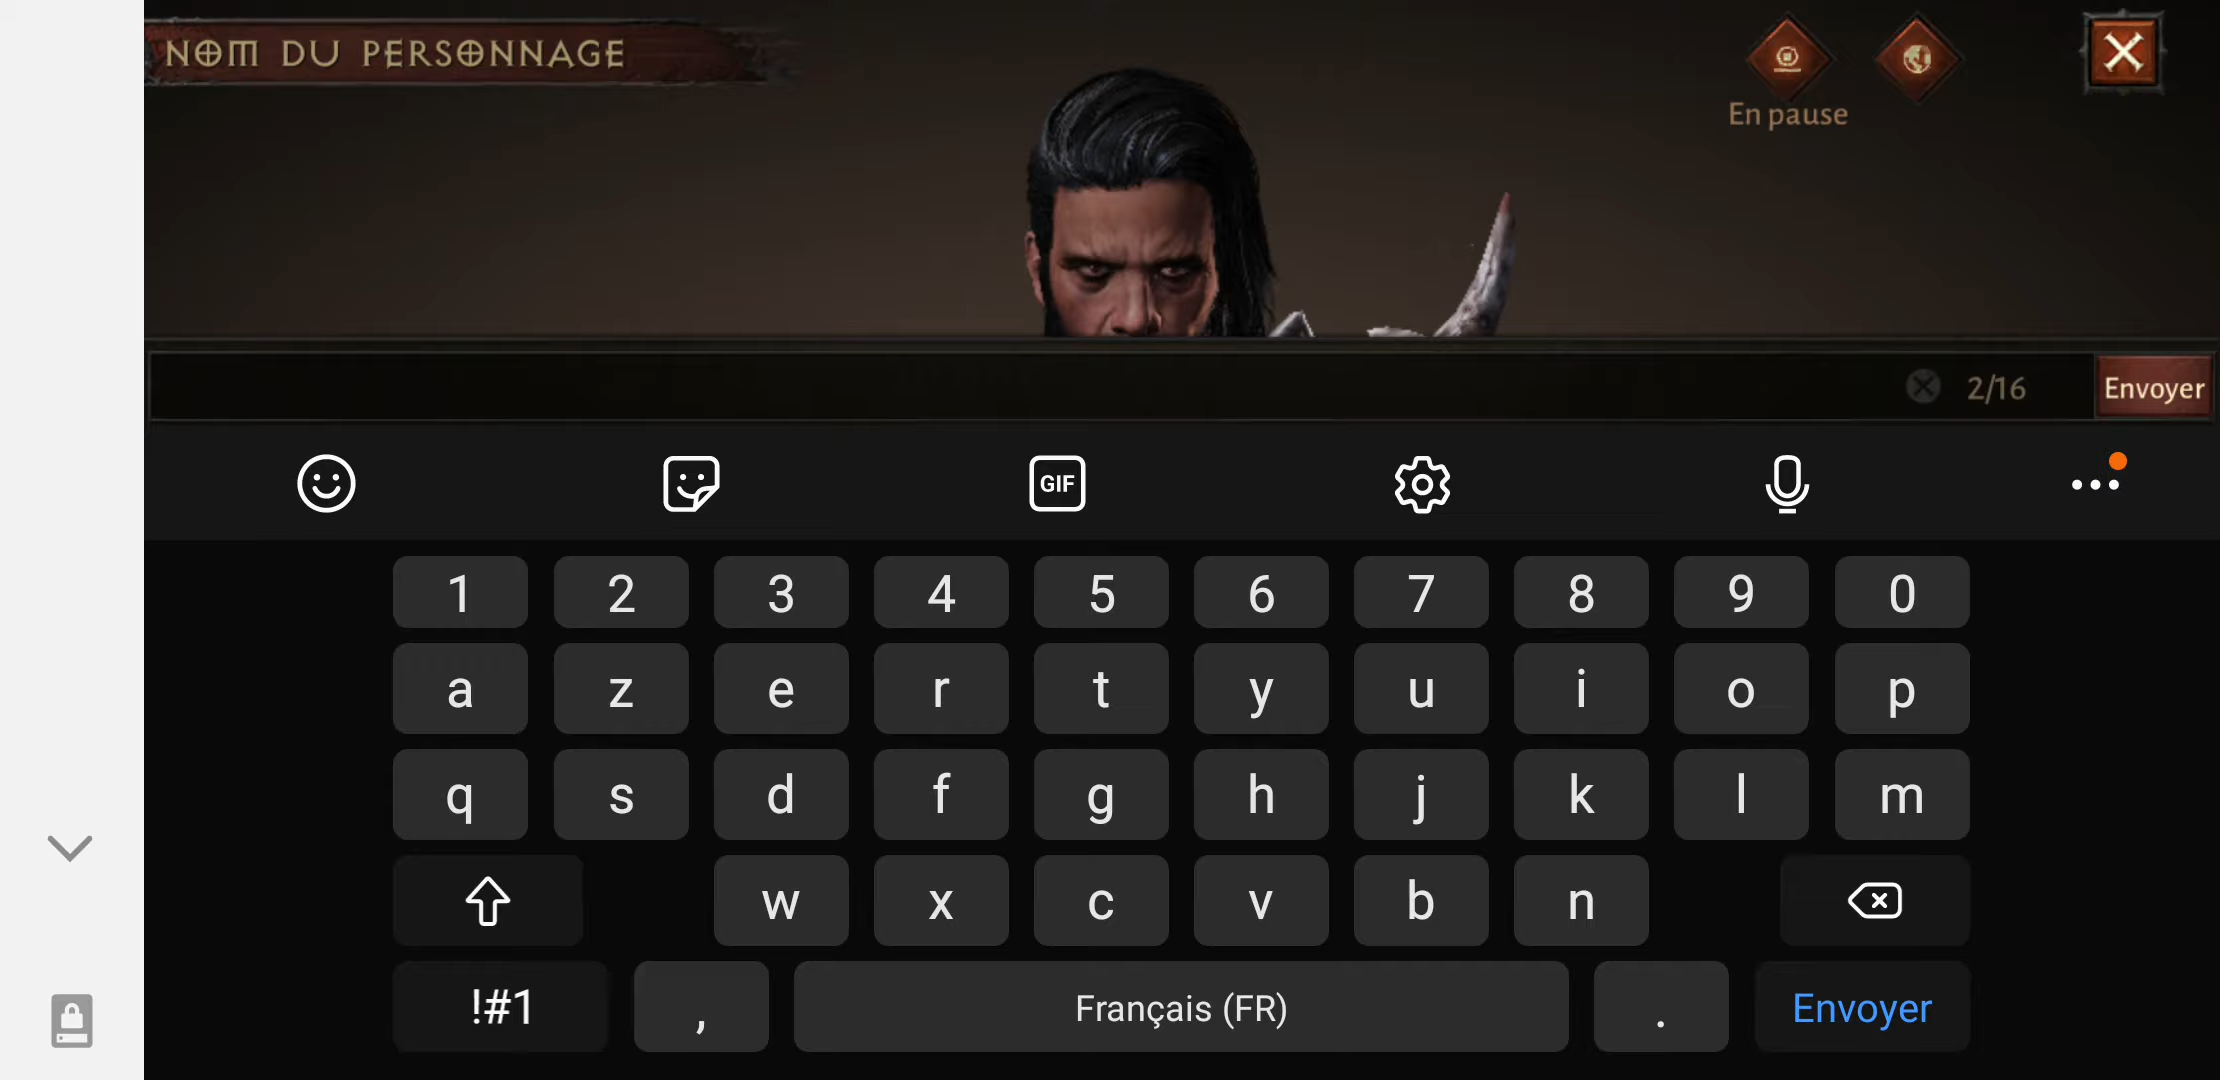 NOM DU PERSONNAGE
En pause
2/16
Envoyer
GIF
1 2 3 4 5 6 7 8 9 0
a z e r t y u i o p
q s d f g h j k l m
w x c v b n
!#1 , Français (FR) . Envoyer